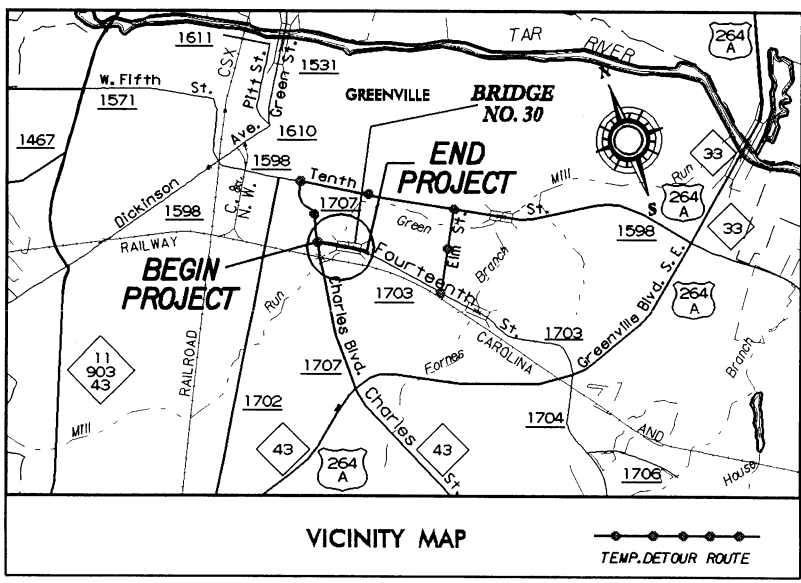 1611
CSX
Pitt St.
Green St.
1531
TAR RIVER
264
A
W. Fifth St.
1571
GREENVILLE
BRIDGE
NO. 30
N
1467
Ave.
1610
1598
END
PROJECT
33
Tenth St.
Mill Run
264
A
Dickinson
1598
C. &
N. W.
1707
Green
Elm St.
S
33
1598
RAILWAY
BEGIN
PROJECT
Fourteenth St.
Branch
Run
Charles Blvd.
1703
Greenville Blvd. S. E.
264
A
1703
11
903
43
RAILROAD
1707
Fornes
CAROLINA
Branch
1702
Charles St.
1704
AND
Mill
43
264
A
43
1706
House
VICINITY MAP
TEMP. DETOUR ROUTE